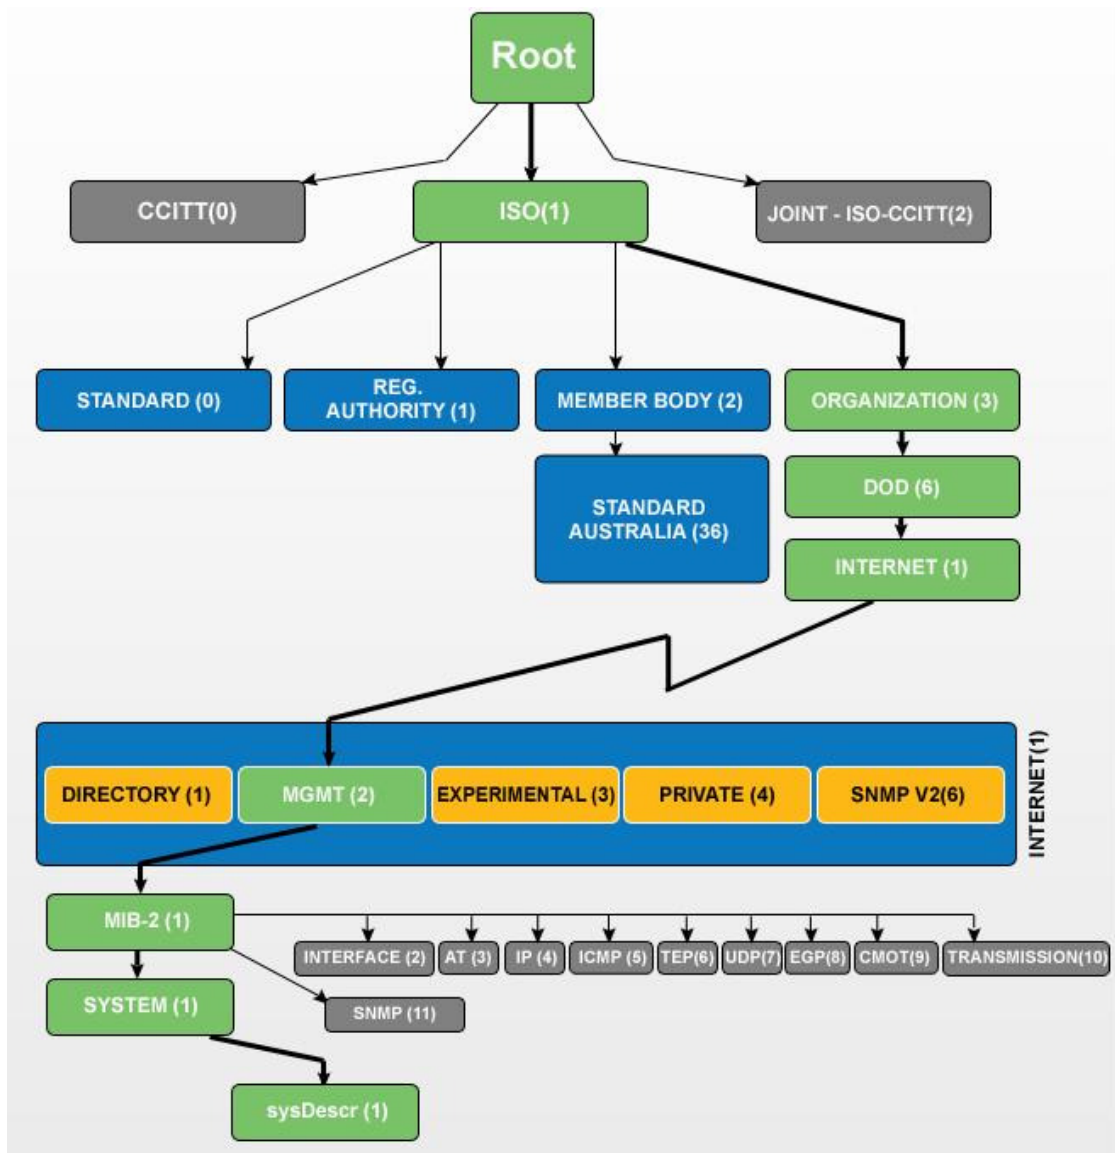 Root
CCITT(0)
ISO(1)
JOINT - ISO-CCITT(2)
STANDARD (0)
REG.
AUTHORITY (1)
MEMBER BODY (2)
ORGANIZATION (3)
STANDARD
AUSTRALIA (36)
DOD (6)
INTERNET (1)
DIRECTORY (1)
MGMT (2)
EXPERIMENTAL (3)
PRIVATE (4)
SNMP V2(6)
INTERNET(1)
MIB-2 (1)
INTERFACE (2)
AT (3)
IP (4)
ICMP (5)
TEP(6)
UDP(7)
EGP(8)
CMOT(9)
TRANSMISSION(10)
SYSTEM (1)
SNMP (11)
sysDescr (1)